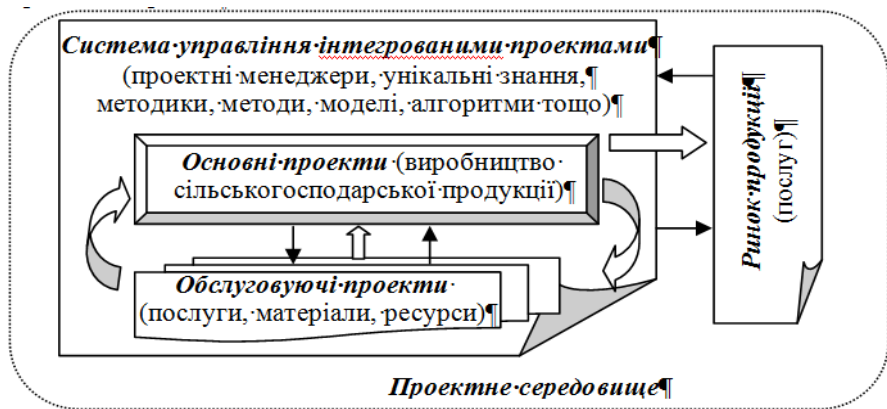 Система·управління·інтегрованими·проектами¶
(проектні·менеджери,·унікальні·знання,¶
методики,·методи,·моделі,·алгоритми·тощо)¶
Основні·проекти·(виробництво·
сільськогосподарської·продукції)¶
Обслуговуючі·проекти·
(послуги,·матеріали,·ресурси)¶
Ринок·продукції¶
(послуг)¶
Проектне·середовище¶